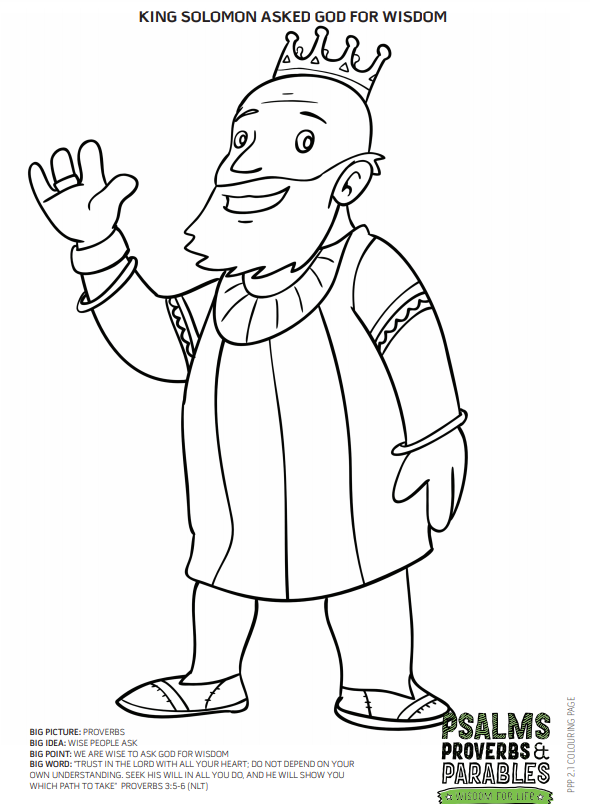 KING SOLOMON ASKED GOD FOR WISDOM
BIG PICTURE: PROVERBS
BIG IDEA: WISE PEOPLE ASK
BIG POINT: WE ARE WISE TO ASK GOD FOR WISDOM
BIG WORD: "TRUST IN THE LORD WITH ALL YOUR HEART; DO NOT DEPEND ON YOUR
OWN UNDERSTANDING. SEEK HIS WILL IN ALL YOU DO, AND HE WILL SHOW YOU
WHICH PATH TO TAKE" PROVERBS 3:5-6 (NLT)
PSALMS
PROVERBS &
PARABLES
WISDOM FOR LIFE
PPP 2.1 COLOURING PAGE